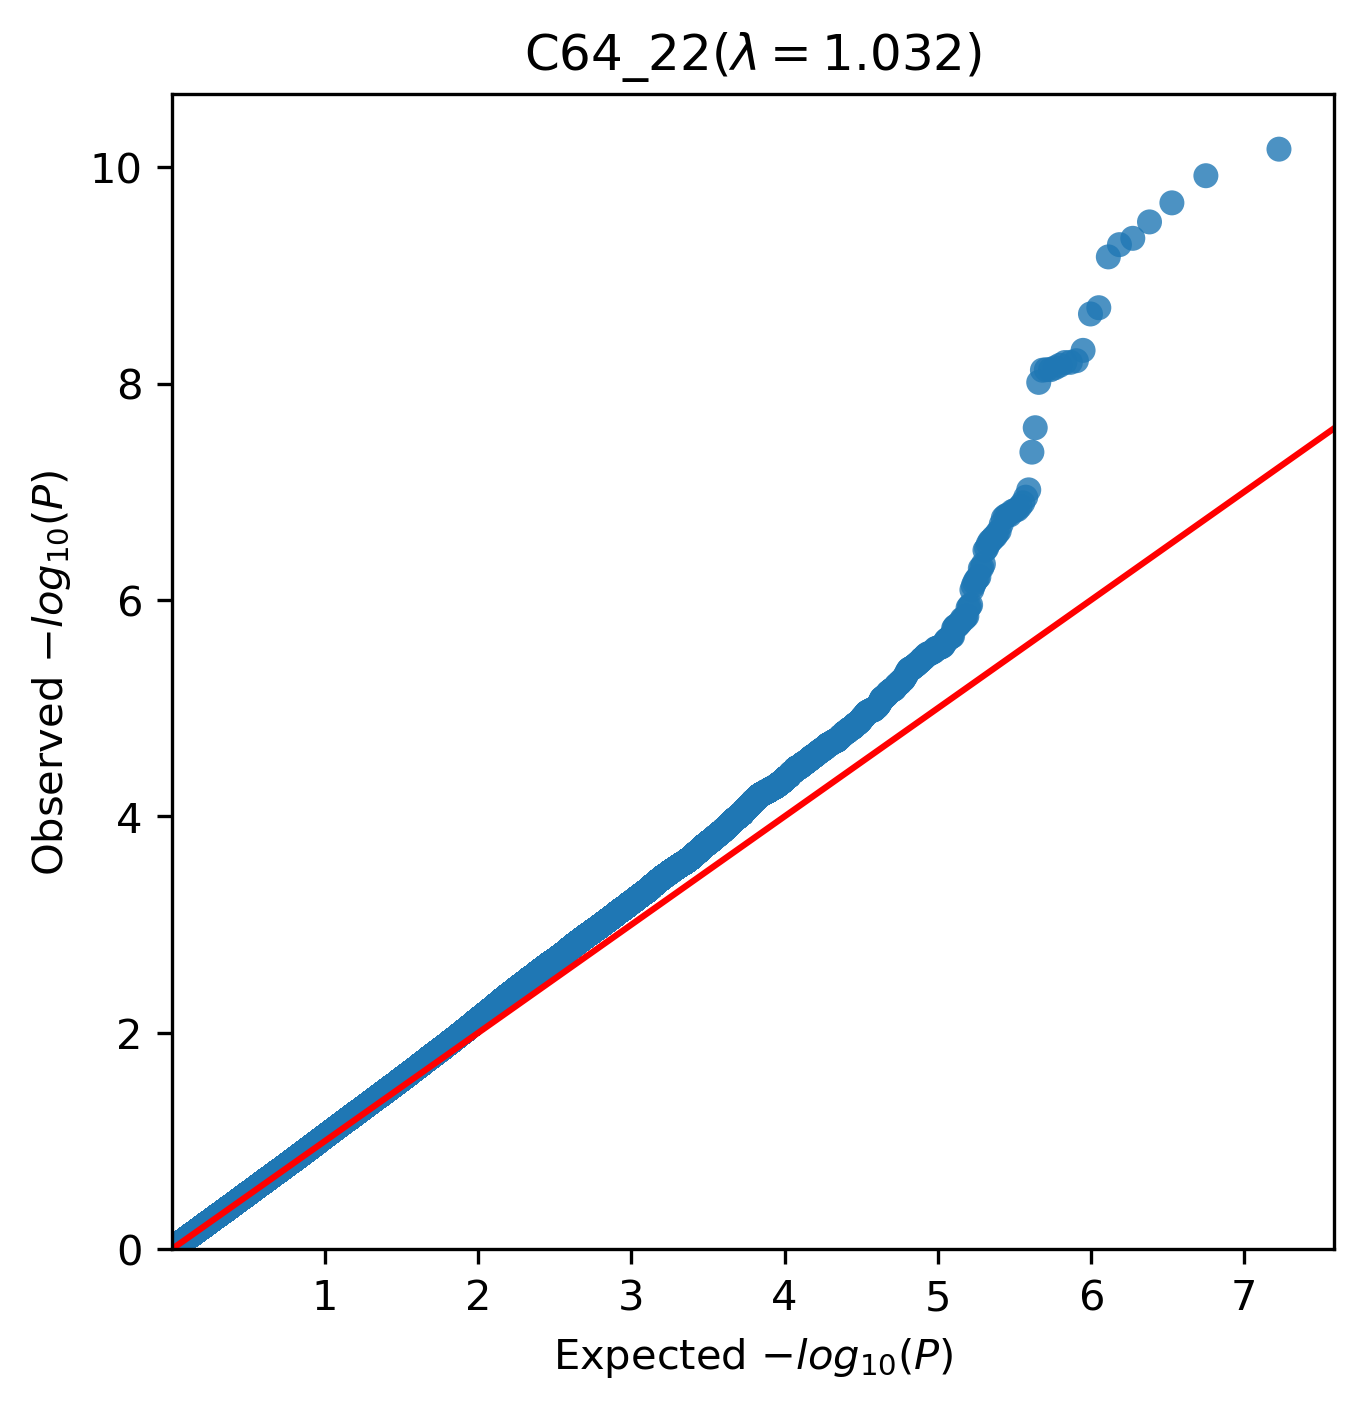 C64_22(λ = 1.032)
10
8
6
4
2
0
Observed −log₁₀(P)
1 2 3 4 5 6 7
Expected −log₁₀(P)